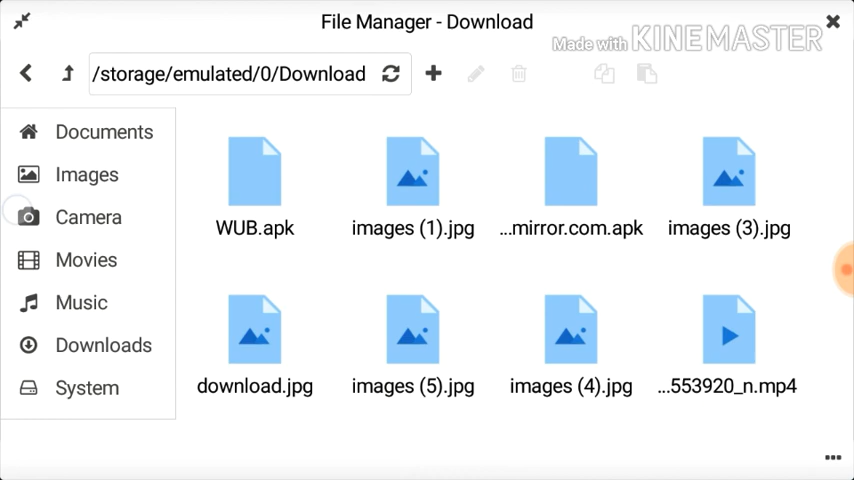 File Manager - Download
Made with KINEMASTER
/storage/emulated/0/Download
Documents
Images
Camera
Movies
Music
Downloads
System
WUB.apk
images (1).jpg
...mirror.com.apk
images (3).jpg
download.jpg
images (5).jpg
images (4).jpg
...553920_n.mp4